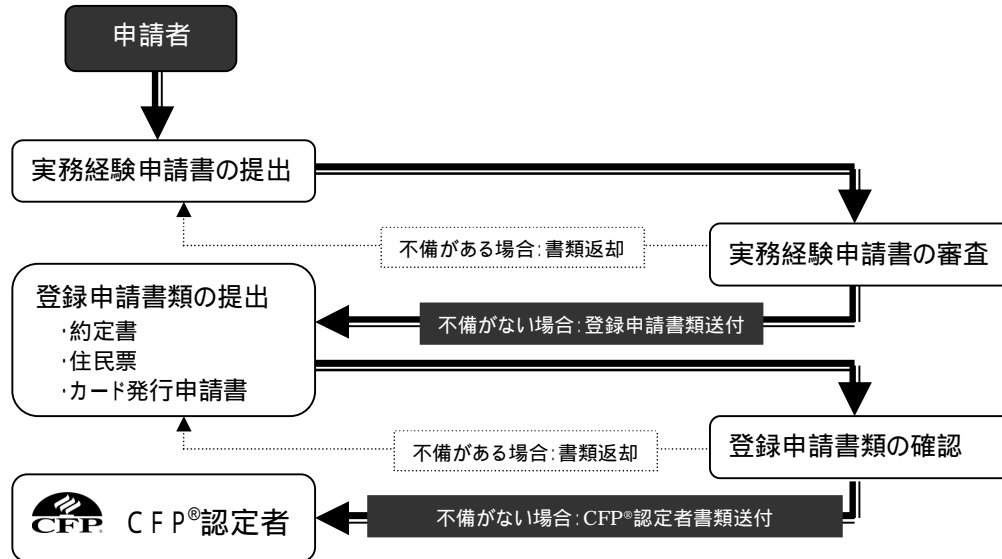 申請者
実務経験申請書の提出
不備がある場合:書類返却
実務経験申請書の審査
登録申請書類の提出
・約定書
・住民票
・カード発行申請書
不備がない場合:登録申請書類送付
不備がある場合:書類返却
登録申請書類の確認
CFP ＣＦＰ®認定者
不備がない場合:CFP®認定者書類送付